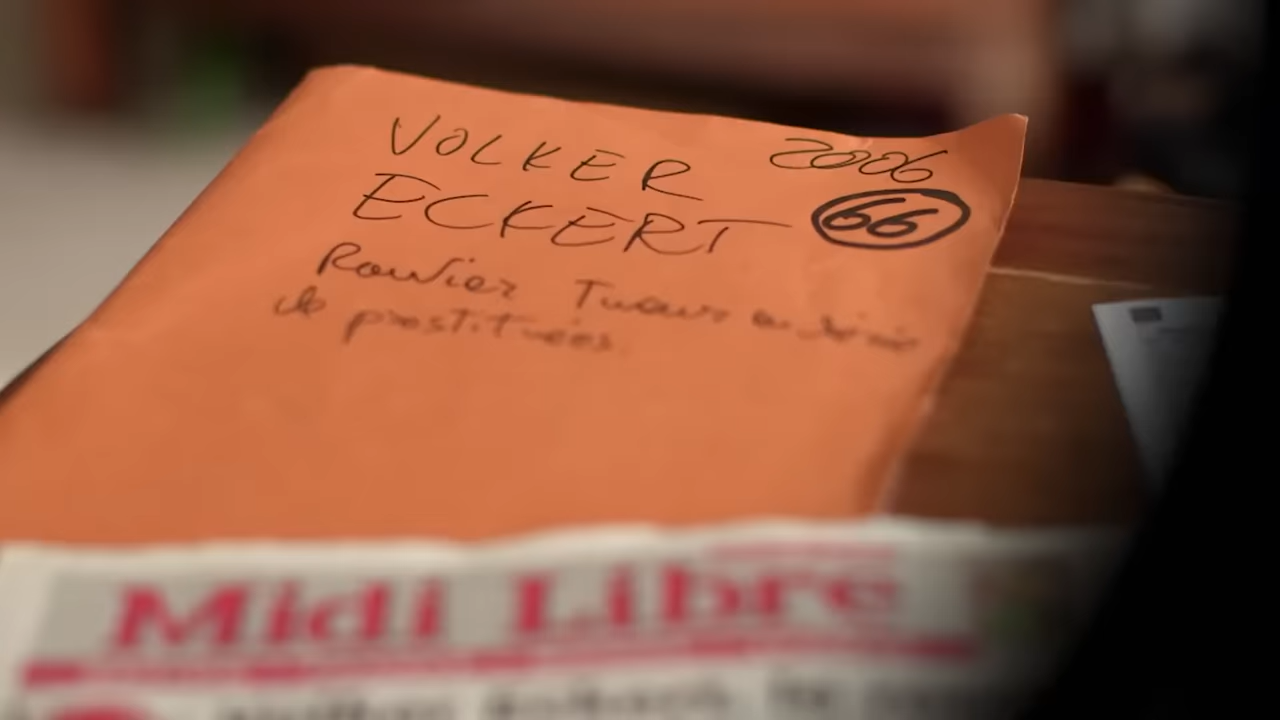 VOLKER 2006
ECKERT 66
Routier Tueur en série
de prostituées.
Midi Libre